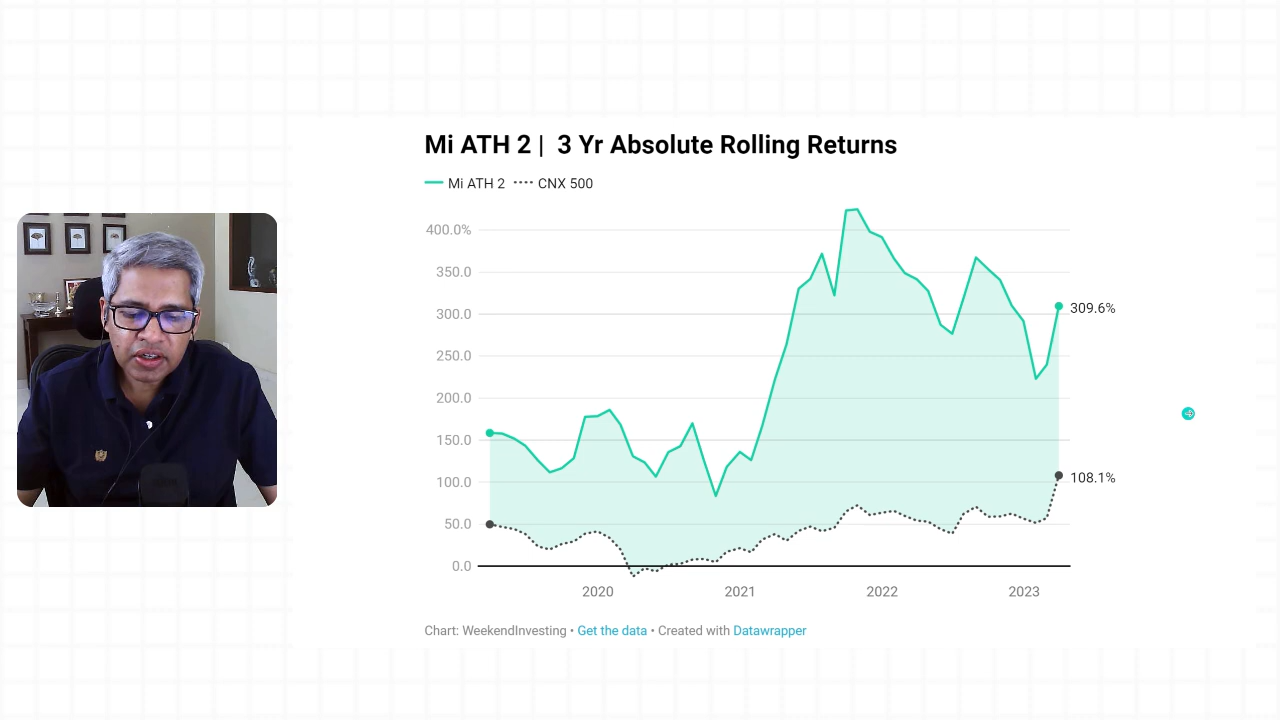 Mi ATH 2 | 3 Yr Absolute Rolling Returns
Mi ATH 2 CNX 500
400.0%
350.0
300.0
309.6%
250.0
200.0
150.0
100.0
108.1%
50.0
0.0
2020 2021 2022 2023
Chart: WeekendInvesting • Get the data • Created with Datawrapper